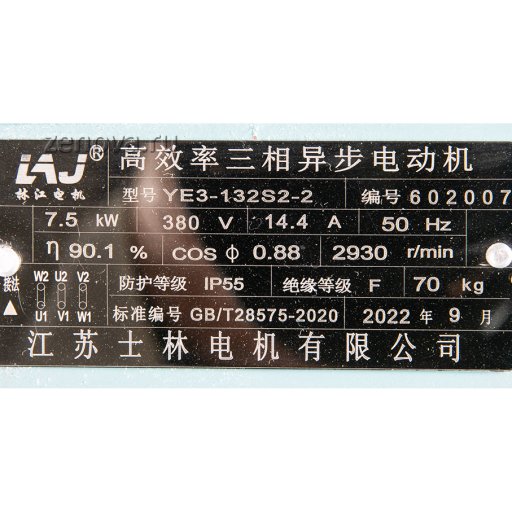 zenova.ru
LAJ® 高效率三相异步电动机
林江电机 型号 YE3-132S2-2 编号 602007
7.5 kW 380 V 14.4 A 50 Hz
η 90.1 % COS ϕ 0.88 2930 r/min
W2 U2 V2 防护等级 IP55 绝缘等级 F 70 kg
U1 V1 W1 标准编号 GB/T28575-2020 2022 年 9 月
江苏士林电机有限公司